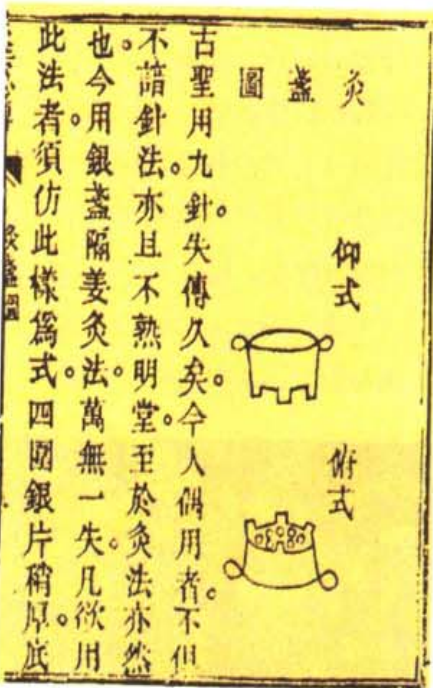 灸盞圖
仰式
俯式
古聖用九針。失傳久矣。今人偶用者。不但
不諳針法。亦且不熟明堂。至於灸法亦然
也。今用銀盞隔姜灸法。萬無一失。凡欲用
此法者。須仿此樣爲式。四圍銀片稍厚。底
灸盞圖